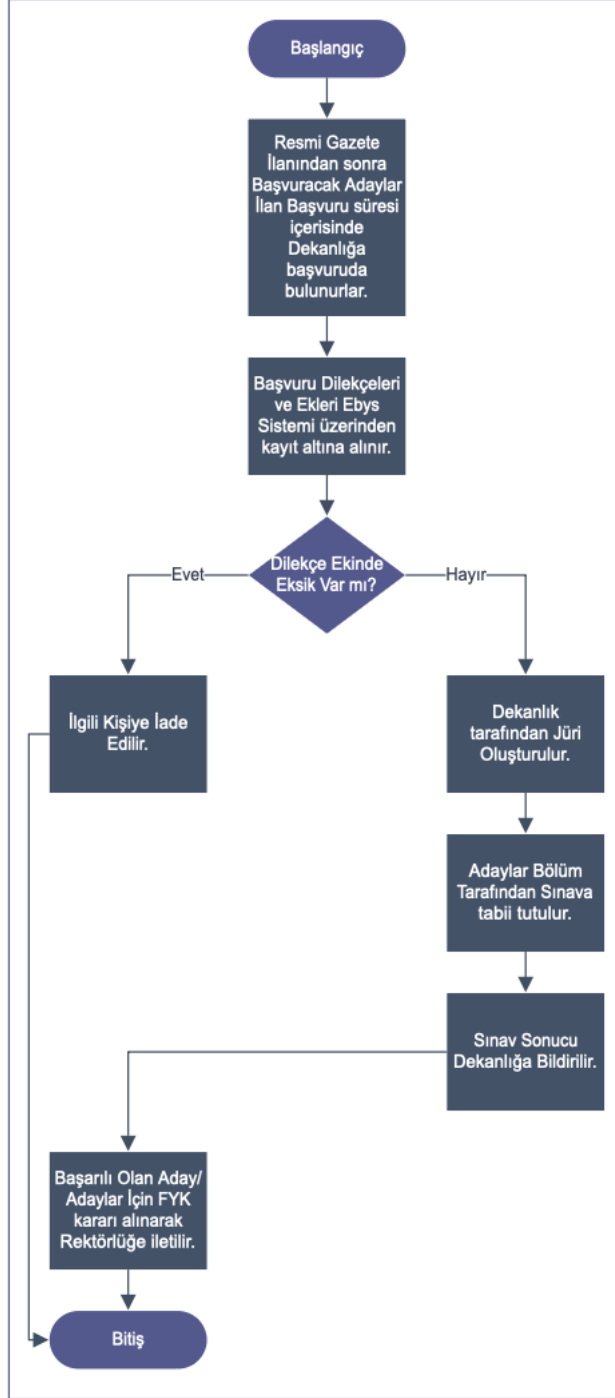 Başlangıç
Resmi Gazete
İlanından sonra
Başvuracak Adaylar
İlan Başvuru süresi
içerisinde
Dekanlığa
başvuruda
bulunurlar.
Başvuru Dilekçeleri
ve Ekleri Ebys
Sistemi üzerinden
kayıt altına alınır.
Dilekçe Ekinde
Eksik Var mı?
Evet
Hayır
İlgili Kişiye İade
Edilir.
Dekanlık
tarafından Jüri
Oluşturulur.
Adaylar Bölüm
Tarafından Sınava
tabii tutulur.
Sınav Sonucu
Dekanlığa Bildirilir.
Başarılı Olan Aday/
Adaylar İçin FYK
kararı alınarak
Rektörlüğe iletilir.
Bitiş